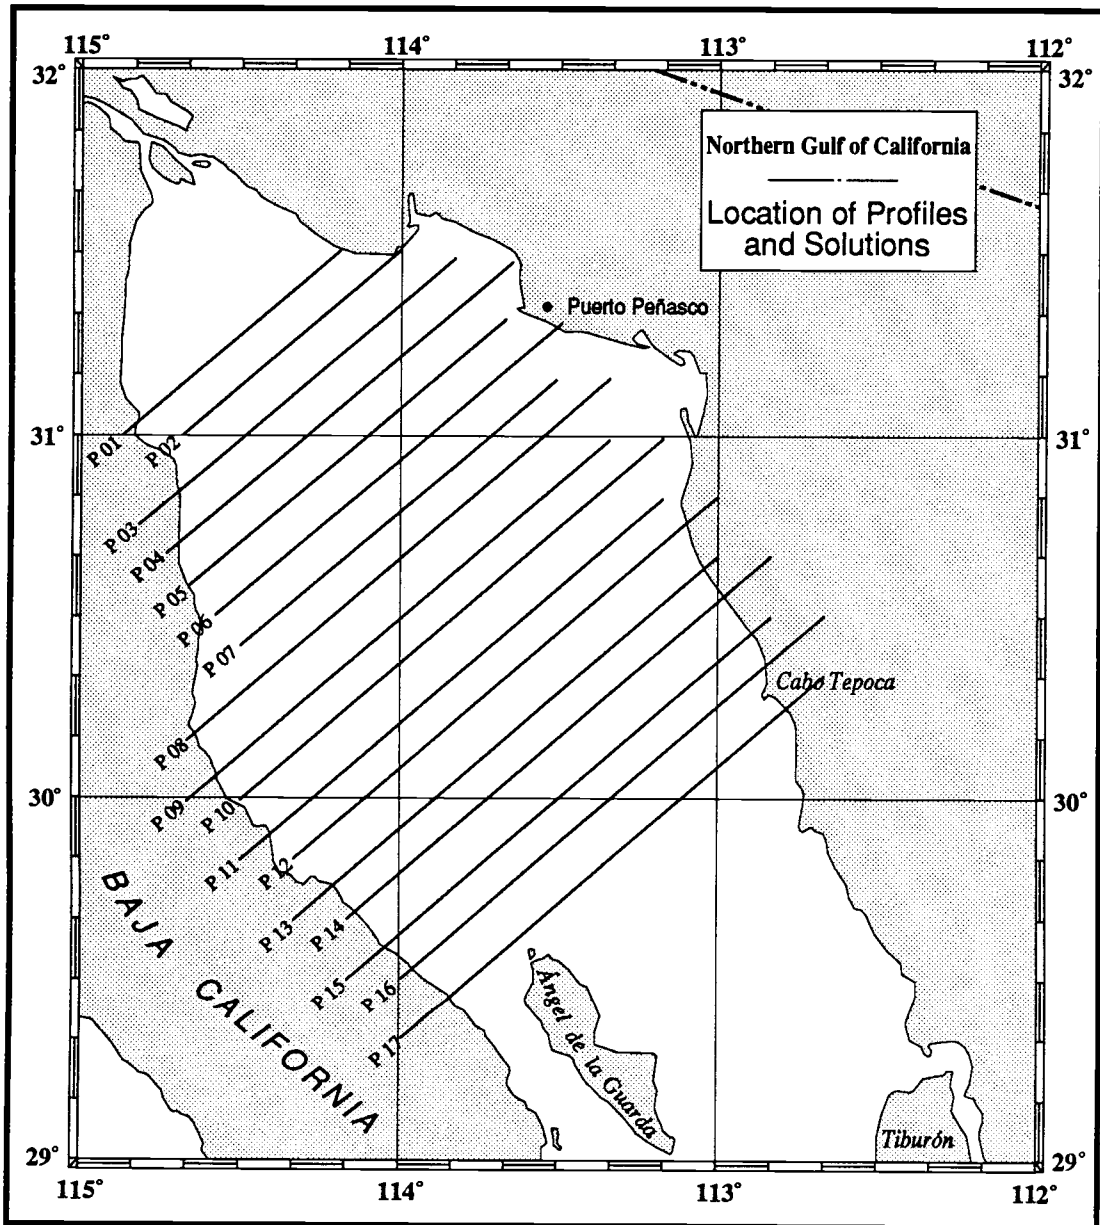 115°
114°
113°
112°
32°
32°
Northern Gulf of California
Location of Profiles
and Solutions
Puerto Peñasco
31°
31°
P 01
P 02
P 03
P 04
P 05
P 06
P 07
Cabo Tepoca
P 08
P 09
P 10
30°
30°
P 11
P 12
P 13
P 14
P 15
P 16
P 17
BAJA
CALIFORNIA
Ángel de la Guarda
Tiburón
29°
29°
115°
114°
113°
112°